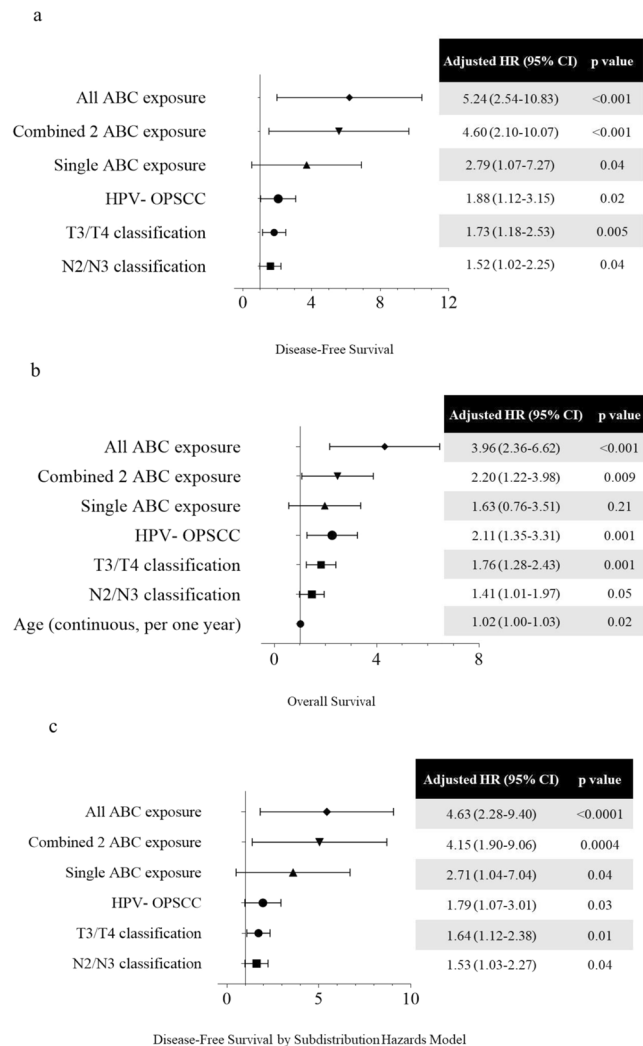 a
Adjusted HR (95% CI) p value
All ABC exposure 5.24 (2.54-10.83) <0.001
Combined 2 ABC exposure 4.60 (2.10-10.07) <0.001
Single ABC exposure 2.79 (1.07-7.27) 0.04
HPV- OPSCC 1.88 (1.12-3.15) 0.02
T3/T4 classification 1.73 (1.18-2.53) 0.005
N2/N3 classification 1.52 (1.02-2.25) 0.04
0 4 8 12
Disease-Free Survival
b
Adjusted HR (95% CI) p value
All ABC exposure 3.96 (2.36-6.62) <0.001
Combined 2 ABC exposure 2.20 (1.22-3.98) 0.009
Single ABC exposure 1.63 (0.76-3.51) 0.21
HPV- OPSCC 2.11 (1.35-3.31) 0.001
T3/T4 classification 1.76 (1.28-2.43) 0.001
N2/N3 classification 1.41 (1.01-1.97) 0.05
Age (continuous, per one year) 1.02 (1.00-1.03) 0.02
0 4 8
Overall Survival
c
Adjusted HR (95% CI) p value
All ABC exposure 4.63 (2.28-9.40) <0.0001
Combined 2 ABC exposure 4.15 (1.90-9.06) 0.0004
Single ABC exposure 2.71 (1.04-7.04) 0.04
HPV- OPSCC 1.79 (1.07-3.01) 0.03
T3/T4 classification 1.64 (1.12-2.38) 0.01
N2/N3 classification 1.53 (1.03-2.27) 0.04
0 5 10
Disease-Free Survival by Subdistribution Hazards Model